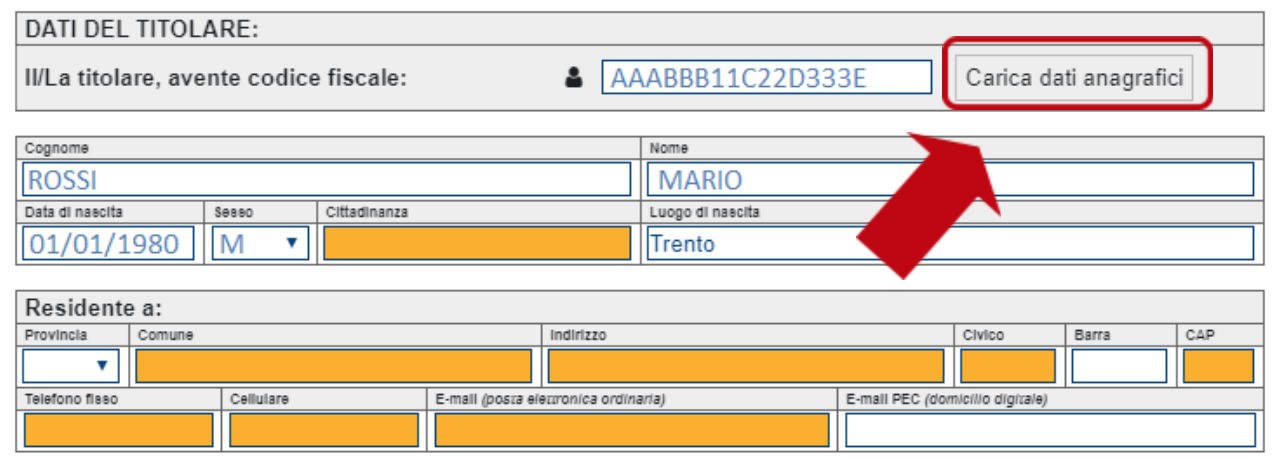 DATI DEL TITOLARE:
Il/La titolare, avente codice fiscale: AAABBB11C22D333E Carica dati anagrafici
Cognome Nome
ROSSI MARIO
Data di nascita Sesso Cittadinanza Luogo di nascita
01/01/1980 M Trento
Residente a:
Provincia Comune Indirizzo Civico Barra CAP
Telefono fisso Cellulare E-mail (posta elettronica ordinaria) E-mail PEC (domicilio digitale)